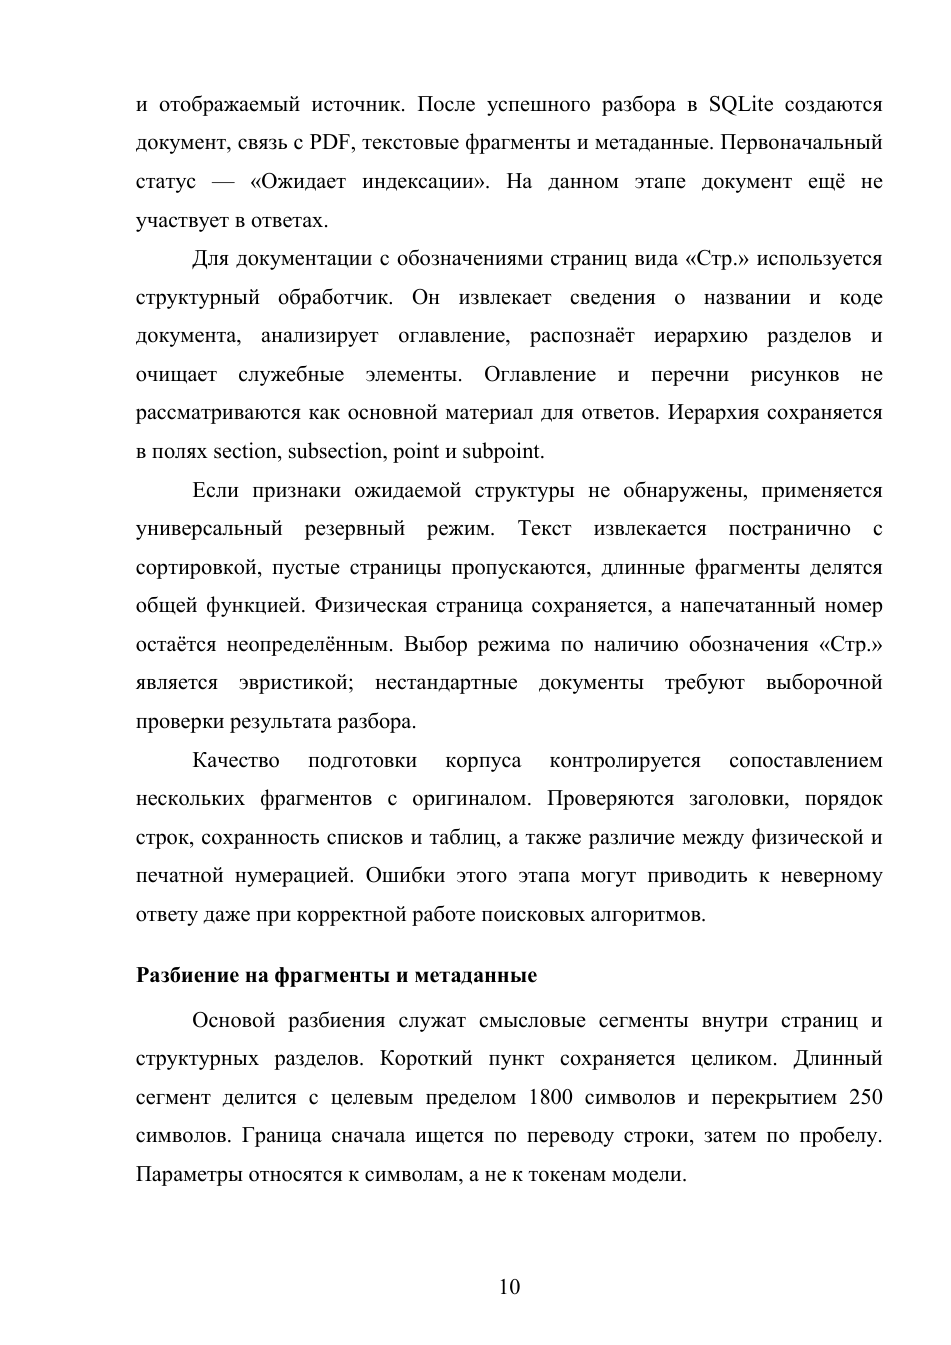 и отображаемый источник. После успешного разбора в SQLite создаются
документ, связь с PDF, текстовые фрагменты и метаданные. Первоначальный
статус — «Ожидает индексации». На данном этапе документ ещё не
участвует в ответах.
Для документации с обозначениями страниц вида «Стр.» используется
структурный обработчик. Он извлекает сведения о названии и коде
документа, анализирует оглавление, распознаёт иерархию разделов и
очищает служебные элементы. Оглавление и перечни рисунков не
рассматриваются как основной материал для ответов. Иерархия сохраняется
в полях section, subsection, point и subpoint.
Если признаки ожидаемой структуры не обнаружены, применяется
универсальный резервный режим. Текст извлекается постранично с
сортировкой, пустые страницы пропускаются, длинные фрагменты делятся
общей функцией. Физическая страница сохраняется, а напечатанный номер
остаётся неопределённым. Выбор режима по наличию обозначения «Стр.»
является эвристикой; нестандартные документы требуют выборочной
проверки результата разбора.
Качество подготовки корпуса контролируется сопоставлением
нескольких фрагментов с оригиналом. Проверяются заголовки, порядок
строк, сохранность списков и таблиц, а также различие между физической и
печатной нумерацией. Ошибки этого этапа могут приводить к неверному
ответу даже при корректной работе поисковых алгоритмов.
Разбиение на фрагменты и метаданные
Основой разбиения служат смысловые сегменты внутри страниц и
структурных разделов. Короткий пункт сохраняется целиком. Длинный
сегмент делится с целевым пределом 1800 символов и перекрытием 250
символов. Граница сначала ищется по переводу строки, затем по пробелу.
Параметры относятся к символам, а не к токенам модели.
10